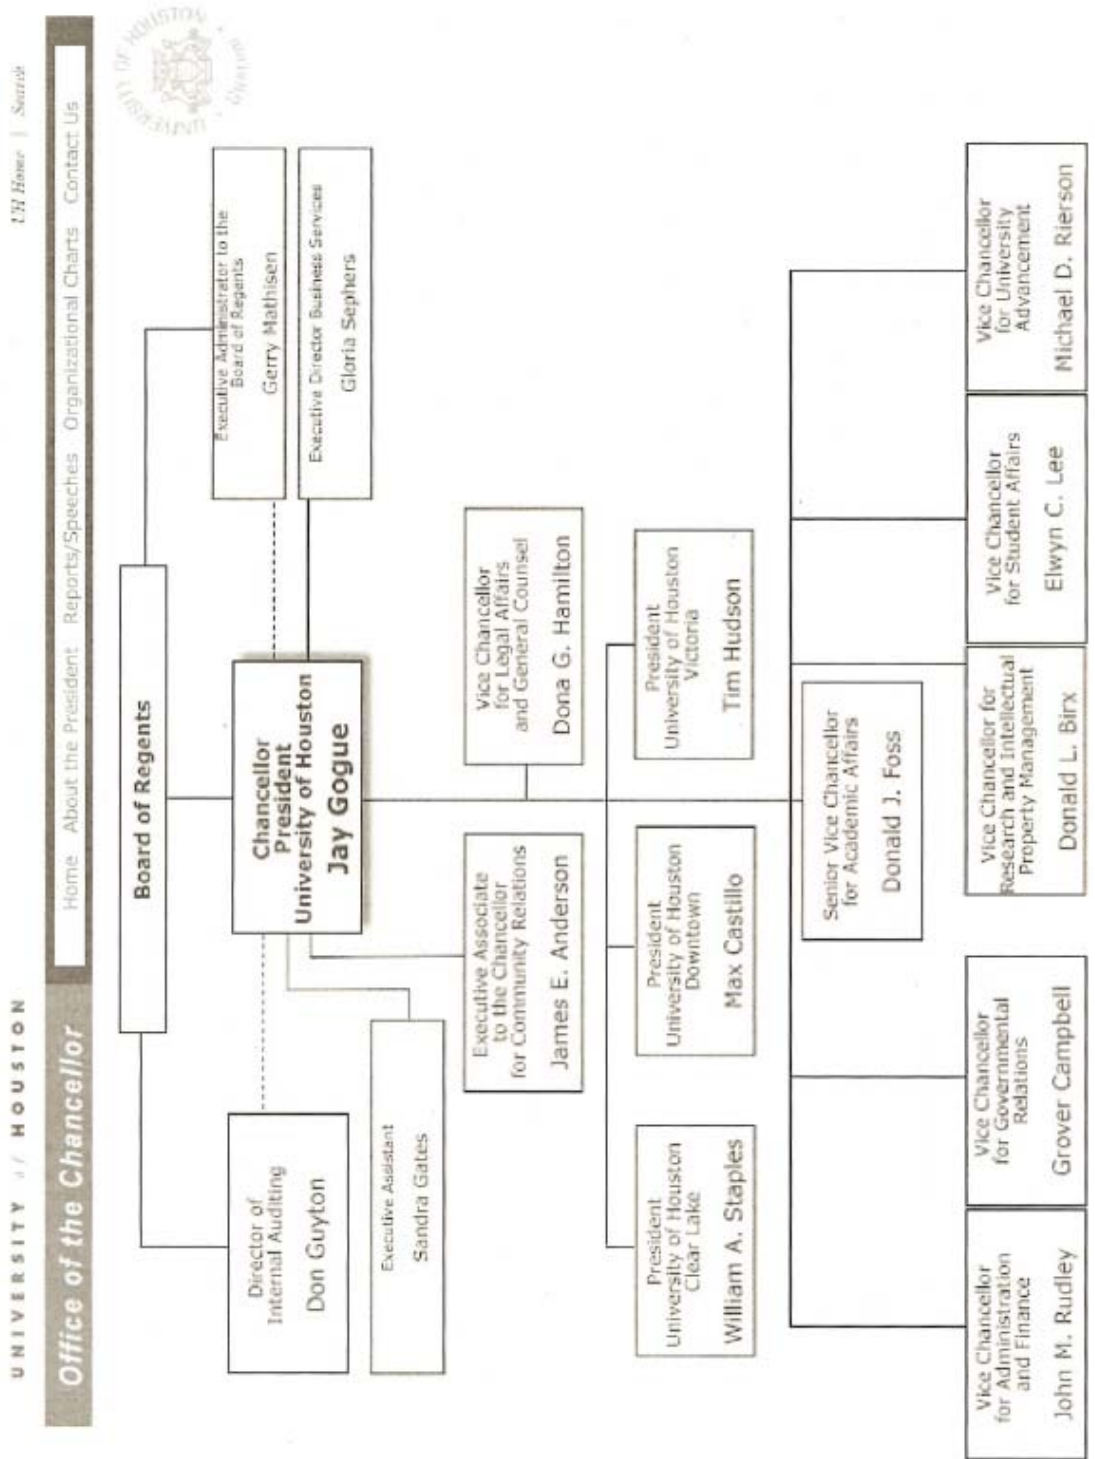 UNIVERSITY of HOUSTON
UH Home | Search
Office of the Chancellor
Home About the President Reports/Speeches Organizational Charts Contact Us
UNIVERSITY OF HOUSTON
Board of Regents
Director of
Internal Auditing
Don Guyton
Chancellor
President
University of Houston
Jay Gogue
Executive Administrator to the
Board of Regents
Gerry Mathisen
Executive Director Business Services
Gloria Sephers
Executive Assistant
Sandra Gates
Executive Associate
to the Chancellor
for Community Relations
James E. Anderson
Vice Chancellor
for Legal Affairs
and General Counsel
Dona G. Hamilton
President
University of Houston
Clear Lake
William A. Staples
President
University of Houston
Downtown
Max Castillo
President
University of Houston
Victoria
Tim Hudson
Senior Vice Chancellor
for Academic Affairs
Donald J. Foss
Vice Chancellor
for Administration
and Finance
John M. Rudley
Vice Chancellor
for Governmental
Relations
Grover Campbell
Vice Chancellor for
Research and Intellectual
Property Management
Donald L. Birx
Vice Chancellor
for Student Affairs
Elwyn C. Lee
Vice Chancellor
for University
Advancement
Michael D. Rierson